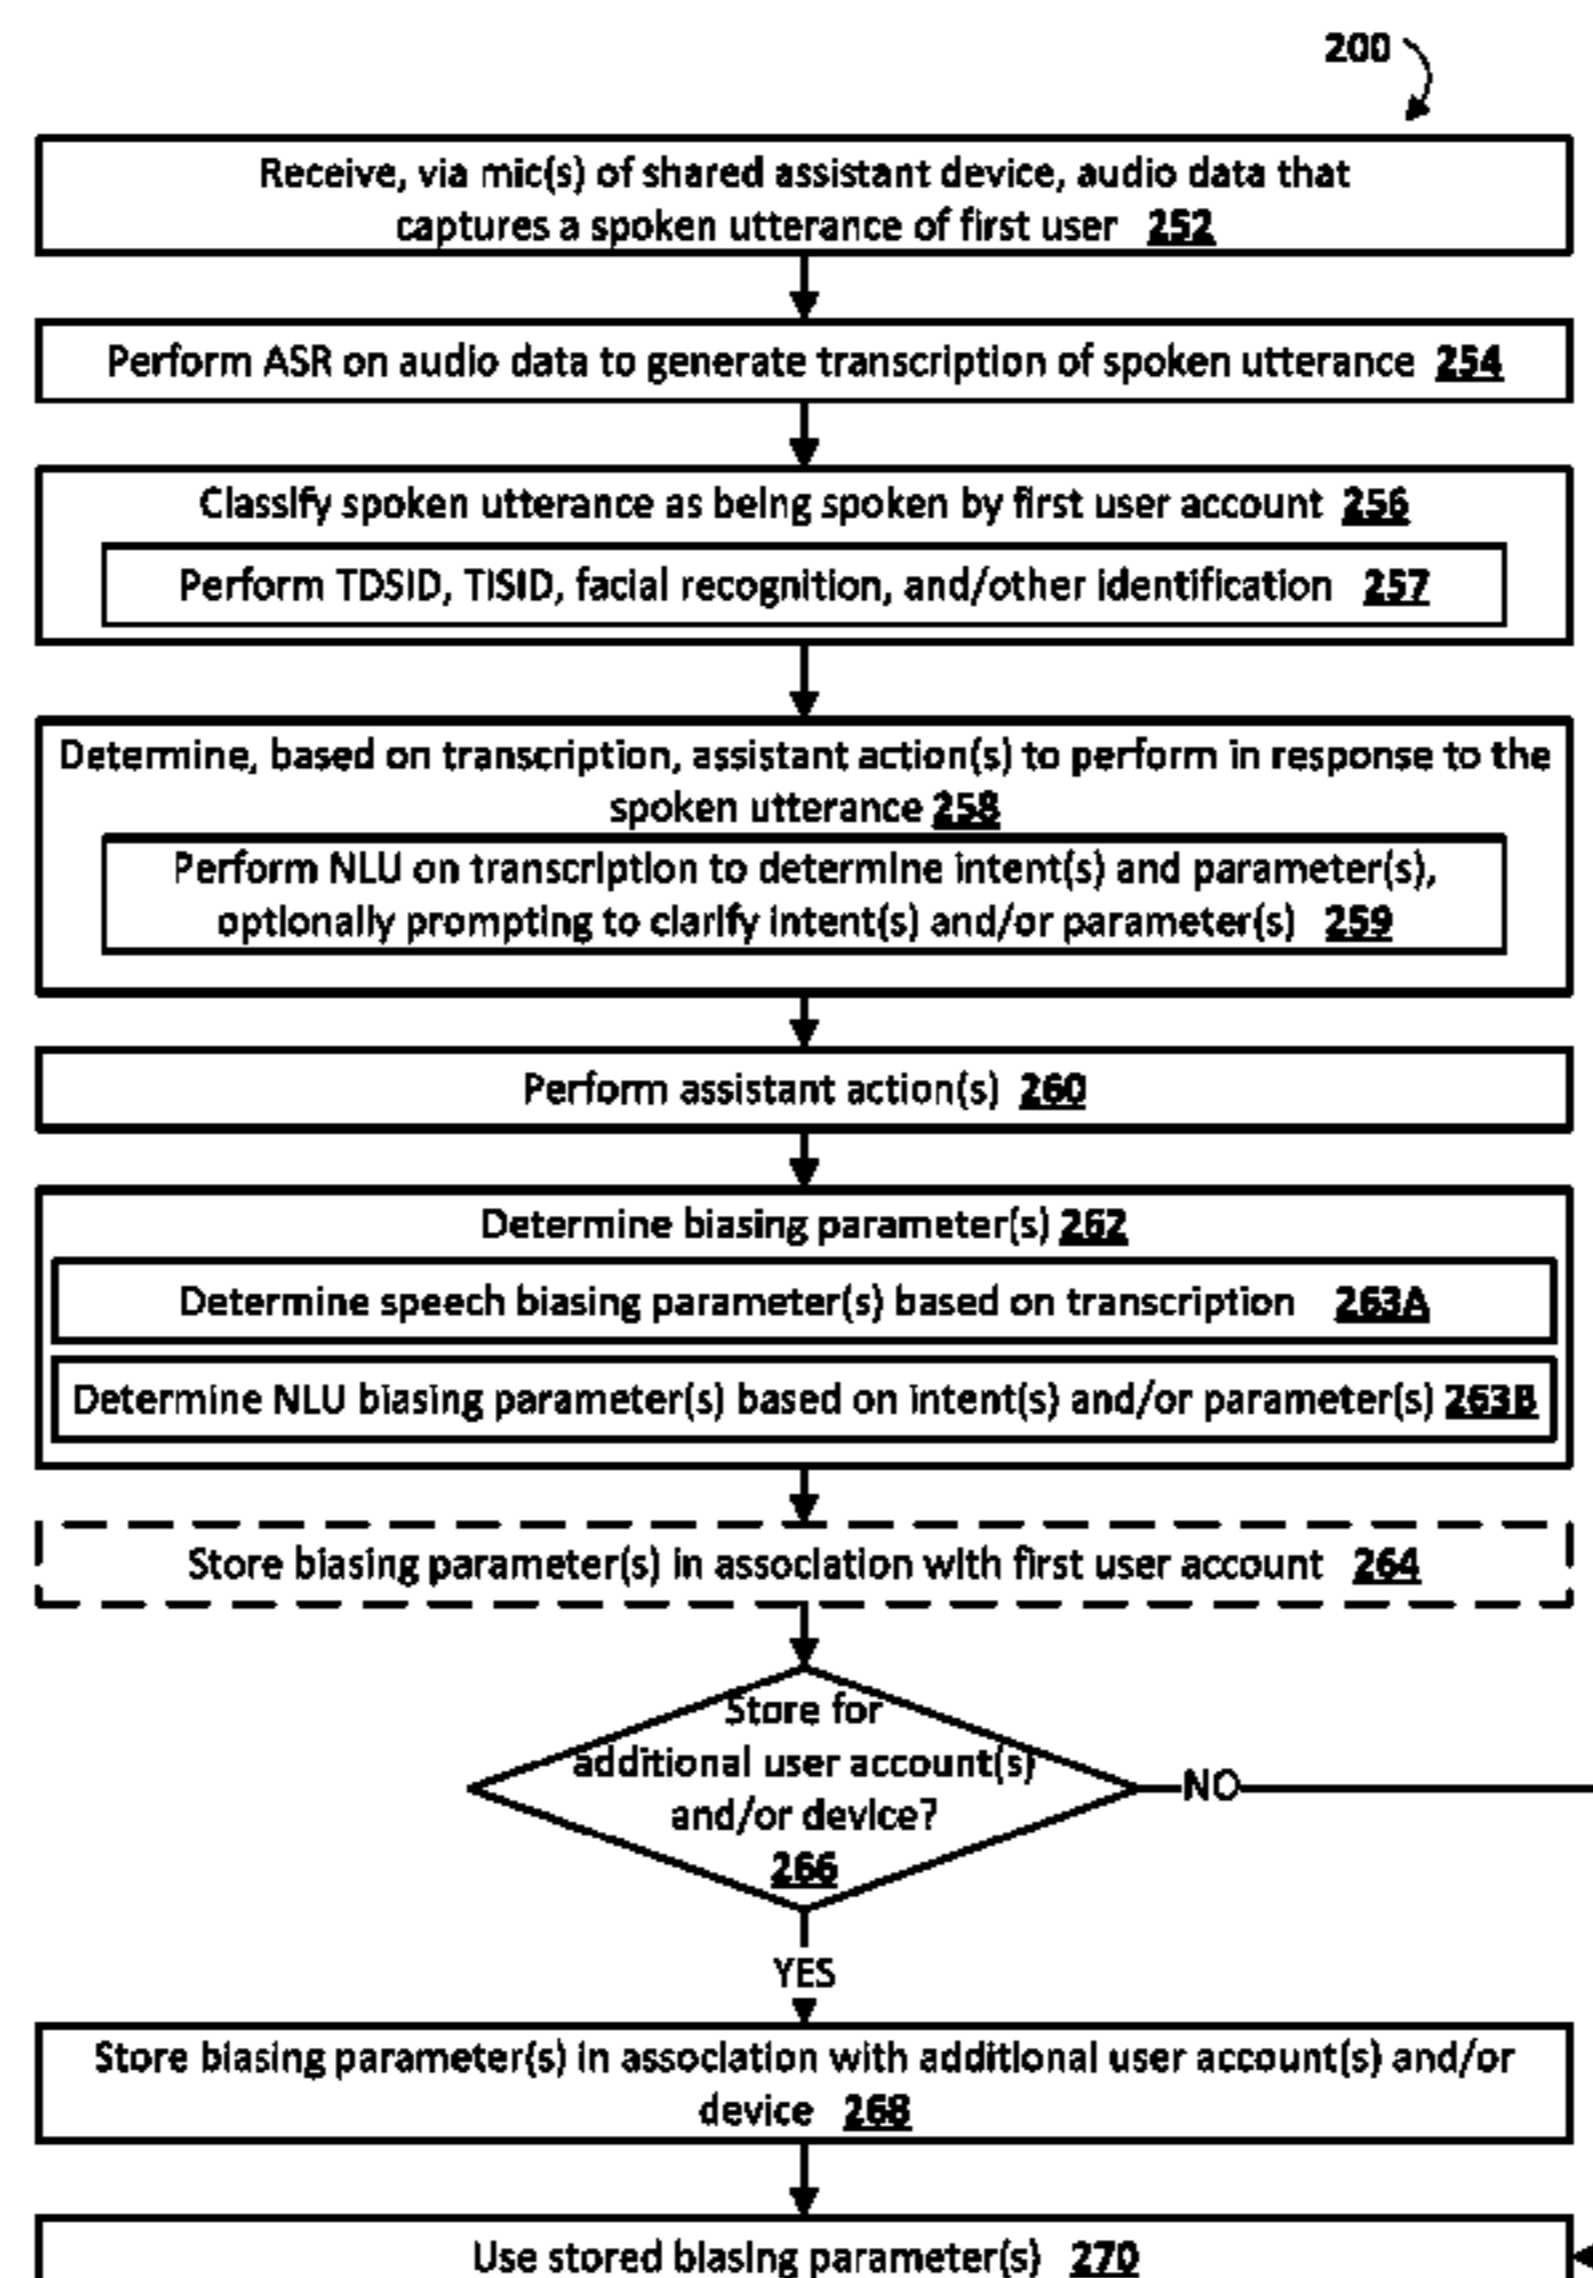 200
Receive, via mic(s) of shared assistant device, audio data that
captures a spoken utterance of first user 252
Perform ASR on audio data to generate transcription of spoken utterance 254
Classify spoken utterance as being spoken by first user account 256
Perform TDSID, TISID, facial recognition, and/other identification 257
Determine, based on transcription, assistant action(s) to perform in response to the
spoken utterance 258
Perform NLU on transcription to determine intent(s) and parameter(s),
optionally prompting to clarify intent(s) and/or parameter(s) 259
Perform assistant action(s) 260
Determine biasing parameter(s) 262
Determine speech biasing parameter(s) based on transcription 263A
Determine NLU biasing parameter(s) based on intent(s) and/or parameter(s) 263B
Store biasing parameter(s) in association with first user account 264
Store for
additional user account(s)
and/or device?
266
NO
YES
Store biasing parameter(s) in association with additional user account(s) and/or
device 268
Use stored biasing parameter(s) 270